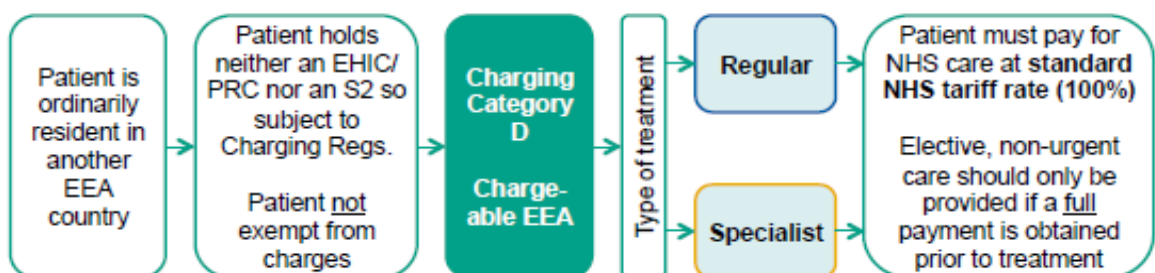 Patient is
ordinarily
resident in
another
EEA
country
Patient holds
neither an EHIC/
PRC nor an S2 so
subject to
Charging Regs.
Patient not
exempt from
charges
Charging
Category
D
Charge-
able EEA
Type of treatment
Regular
Specialist
Patient must pay for
NHS care at standard
NHS tariff rate (100%)
Elective, non-urgent
care should only be
provided if a full
payment is obtained
prior to treatment